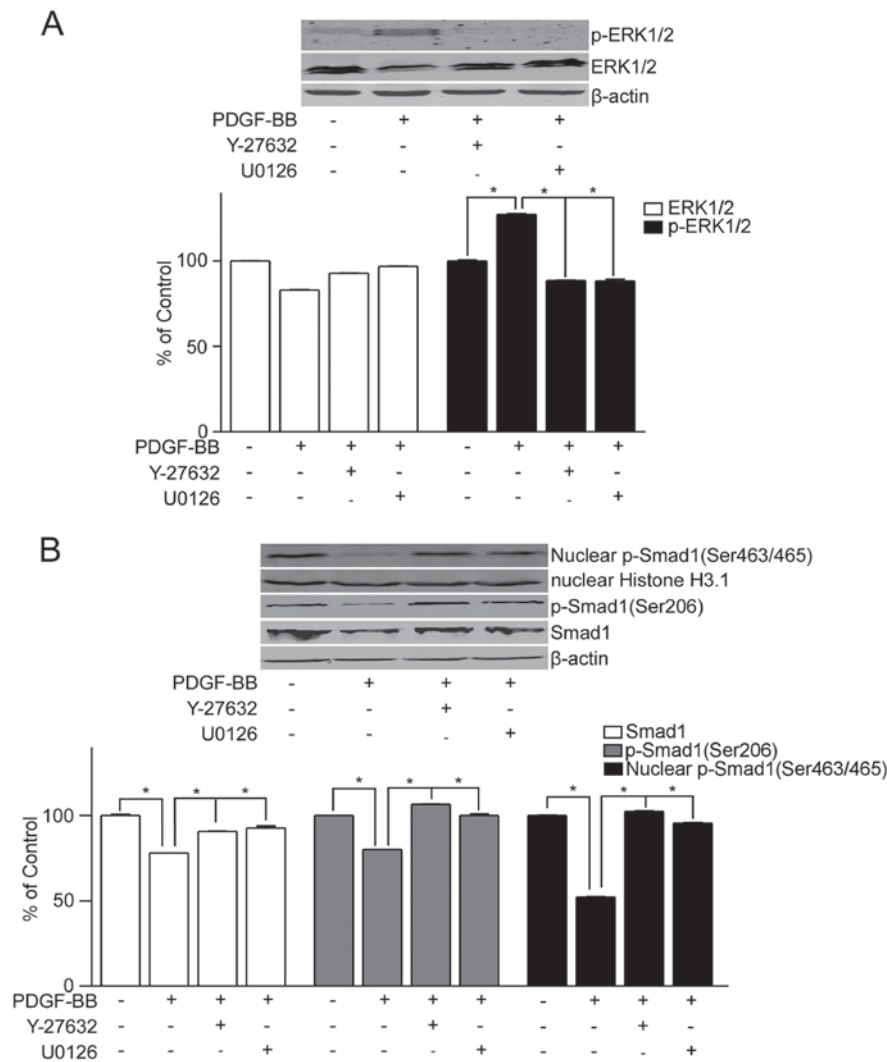 A
p-ERK1/2
ERK1/2
β-actin
PDGF-BB - + + +
Y-27632 - - + -
U0126 - - - +
* * *
ERK1/2
p-ERK1/2
% of Control
100
50
0
PDGF-BB - + + + - + + +
Y-27632 - - + - - - + -
U0126 - - - + - - - +
B
Nuclear p-Smad1(Ser463/465)
nuclear Histone H3.1
p-Smad1(Ser206)
Smad1
β-actin
PDGF-BB - + + +
Y-27632 - - + -
U0126 - - - +
Smad1
p-Smad1(Ser206)
Nuclear p-Smad1(Ser463/465)
* * * * * * * * *
% of Control
100
50
0
PDGF-BB - + + + - + + + - + + +
Y-27632 - - + - - - + - - - + -
U0126 - - - + - - - + - - - +